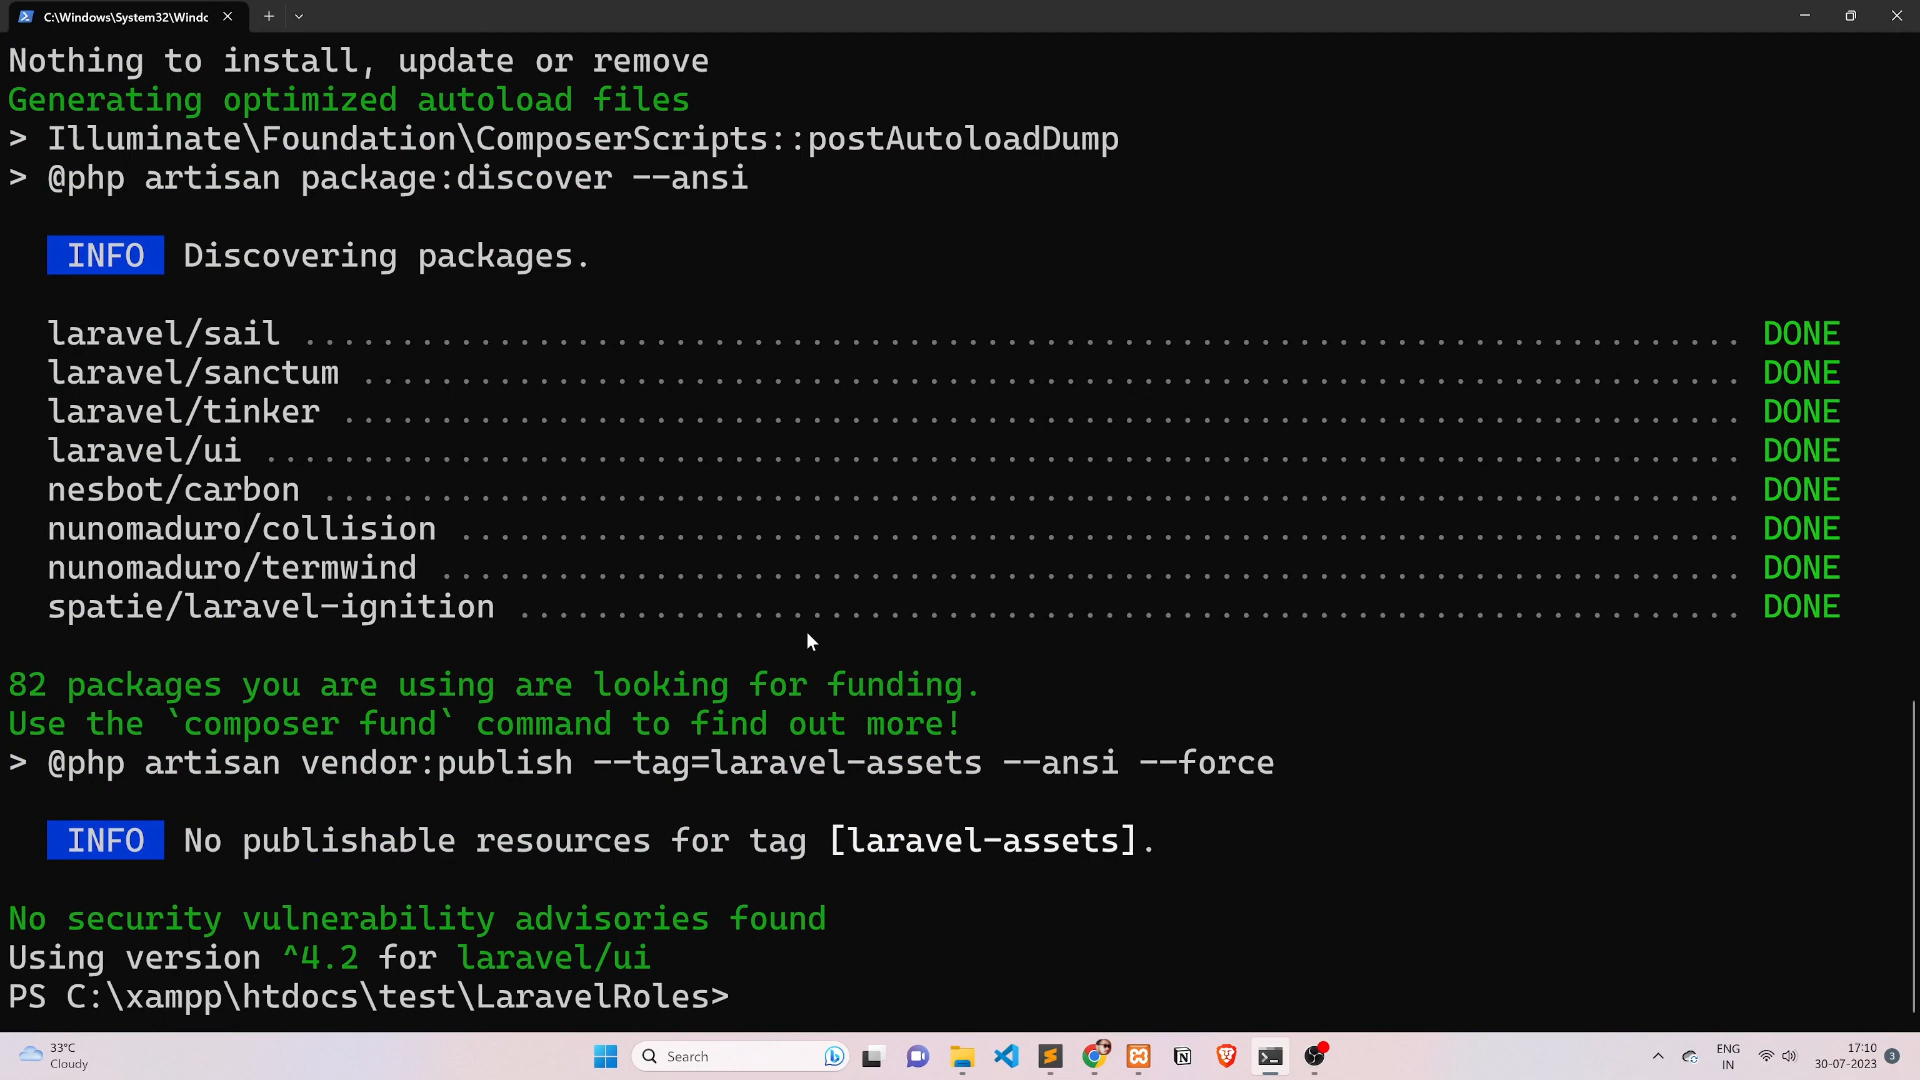 C:\Windows\System32\Windc
Nothing to install, update or remove
Generating optimized autoload files
> Illuminate\Foundation\ComposerScripts::postAutoloadDump
> @php artisan package:discover --ansi
INFO Discovering packages.
laravel/sail ......................................................................... DONE
laravel/sanctum ...................................................................... DONE
laravel/tinker ....................................................................... DONE
laravel/ui ........................................................................... DONE
nesbot/carbon ........................................................................ DONE
nunomaduro/collision ................................................................. DONE
nunomaduro/termwind .................................................................. DONE
spatie/laravel-ignition .............................................................. DONE
82 packages you are using are looking for funding.
Use the `composer fund` command to find out more!
> @php artisan vendor:publish --tag=laravel-assets --ansi --force
INFO No publishable resources for tag [laravel-assets].
No security vulnerability advisories found
Using version ^4.2 for laravel/ui
PS C:\xampp\htdocs\test\LaravelRoles>
33°C
Cloudy
Search
ENG
IN
17:10
30-07-2023
3